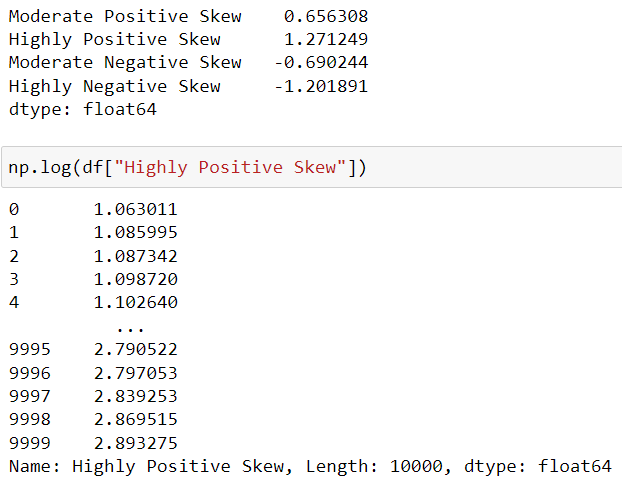 Moderate Positive Skew    0.656308
Highly Positive Skew      1.271249
Moderate Negative Skew   -0.690244
Highly Negative Skew     -1.201891
dtype: float64
np.log(df["Highly Positive Skew"])
0       1.063011
1       1.085995
2       1.087342
3       1.098720
4       1.102640
          ...
9995    2.790522
9996    2.797053
9997    2.839253
9998    2.869515
9999    2.893275
Name: Highly Positive Skew, Length: 10000, dtype: float64